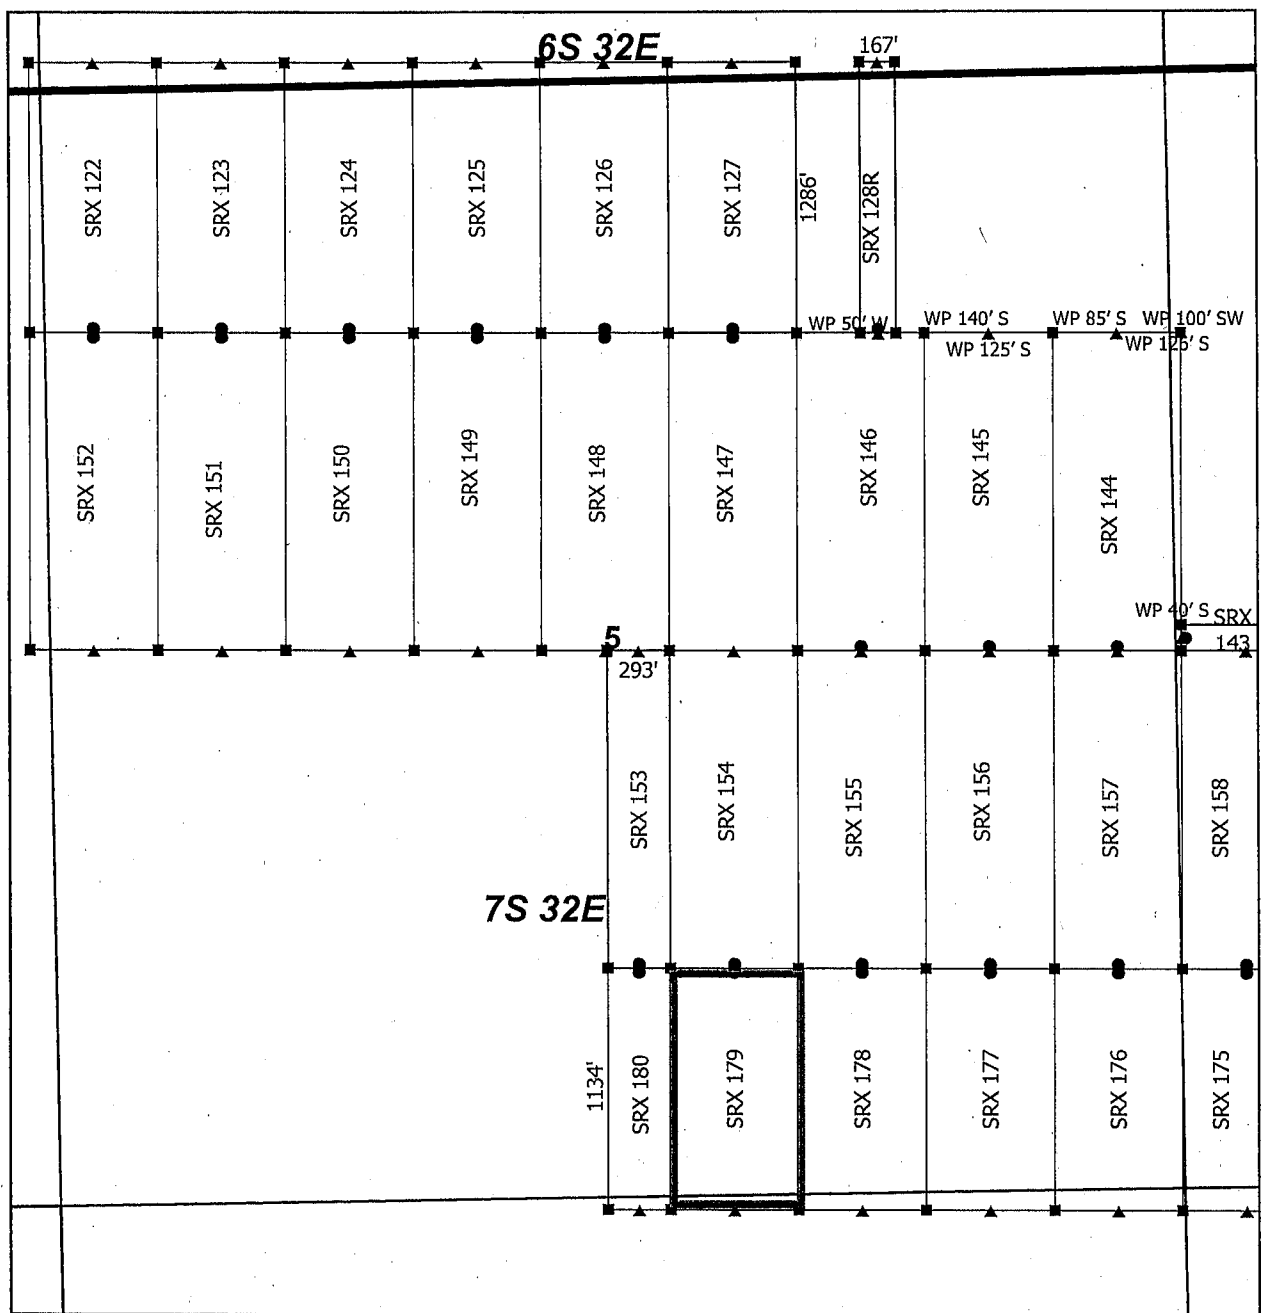 6S 32E
167'
SRX 122
SRX 123
SRX 124
SRX 125
SRX 126
SRX 127
1286'
SRX 128R
WP 50' W
WP 140' S
WP 85' S
WP 100' SW
WP 125' S
WP 126' S
SRX 152
SRX 151
SRX 150
SRX 149
SRX 148
SRX 147
SRX 146
SRX 145
SRX 144
WP 40' S
SRX
143
5
293'
SRX 153
SRX 154
SRX 155
SRX 156
SRX 157
SRX 158
7S 32E
1134'
SRX 180
SRX 179
SRX 178
SRX 177
SRX 176
SRX 175